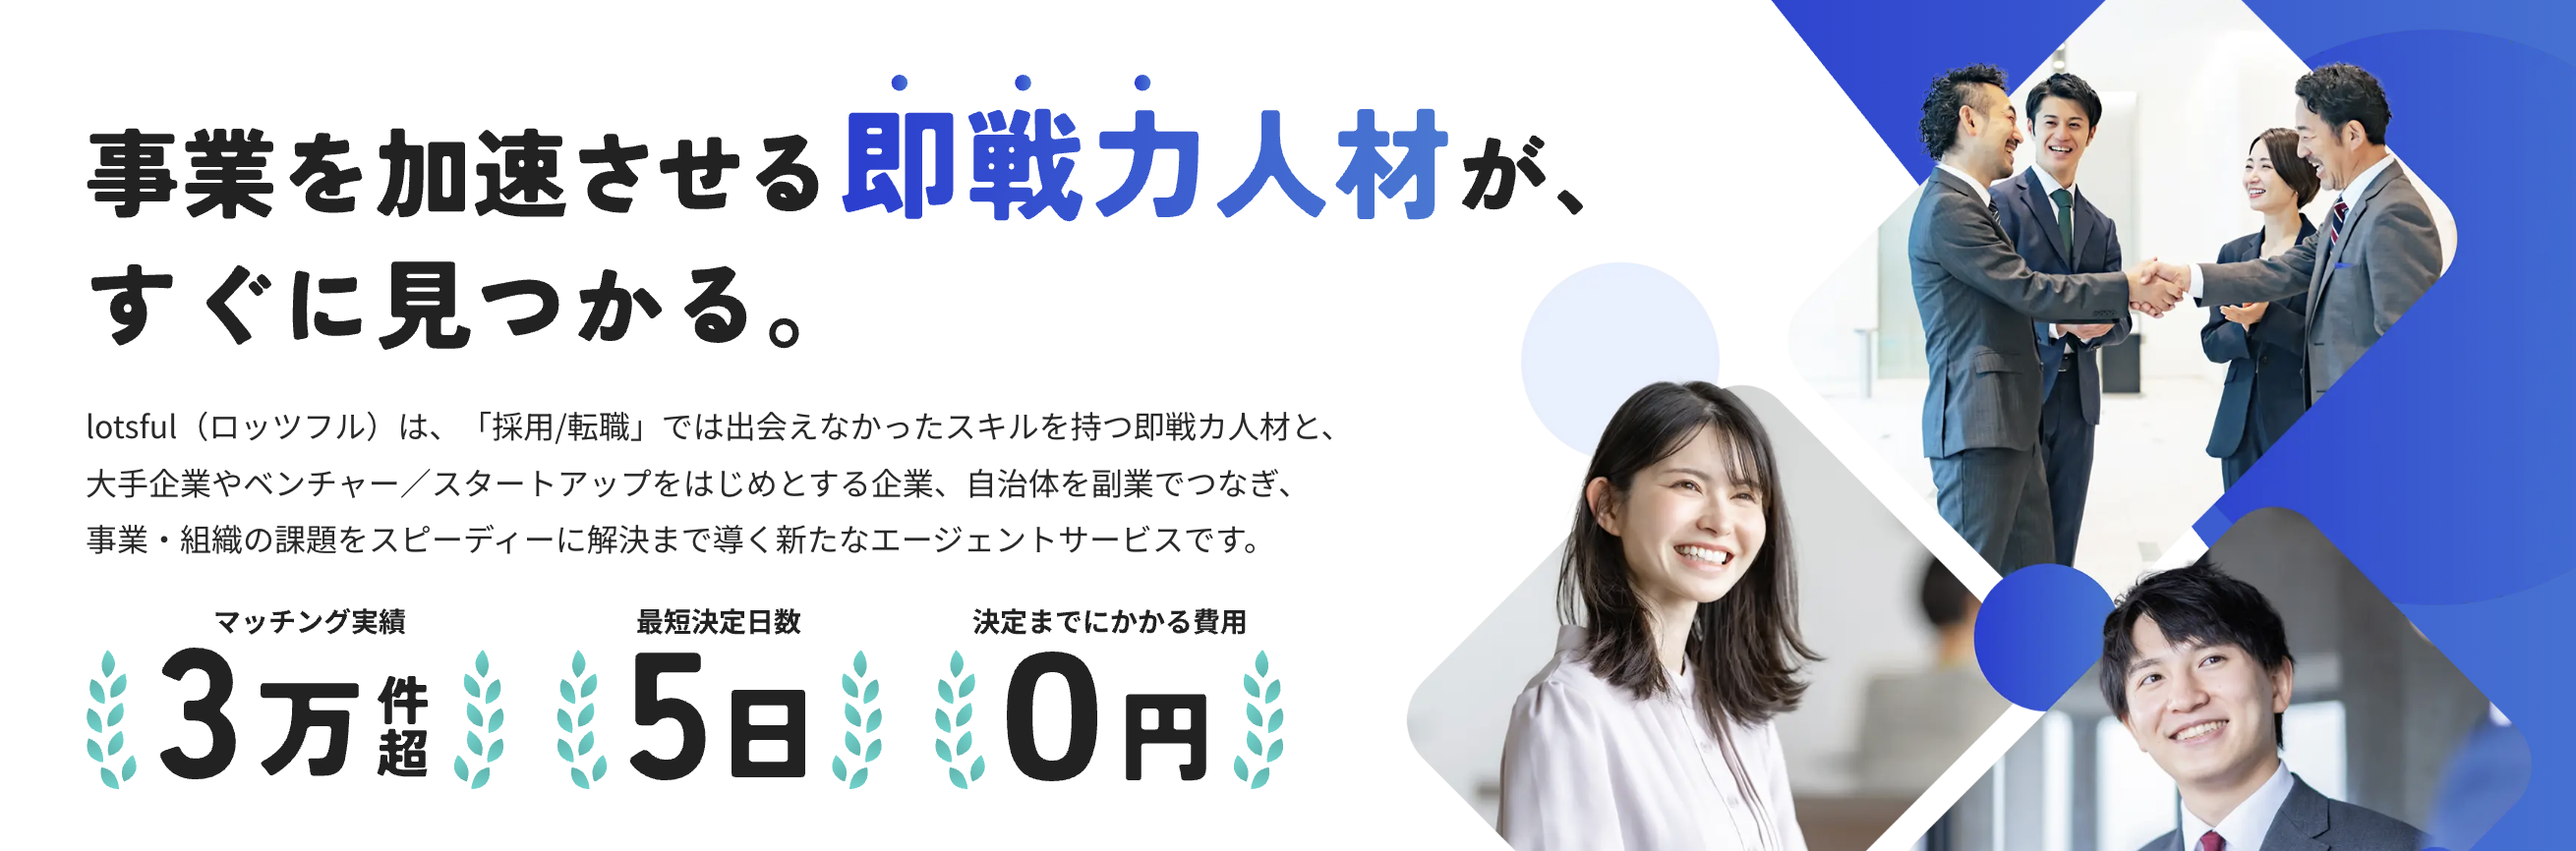 事業を加速させる即戦力人材が、
すぐに見つかる。
lotsful（ロッツフル）は、「採用/転職」では出会えなかったスキルを持つ即戦力人材と、
大手企業やベンチャー／スタートアップをはじめとする企業、自治体を副業でつなぎ、
事業・組織の課題をスピーディーに解決まで導く新たなエージェントサービスです。
マッチング実績
3万件超
最短決定日数
5日
決定までにかかる費用
0円